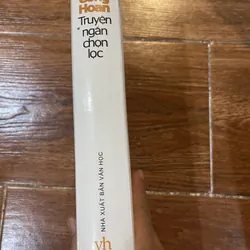 Hoan
Truyện
ngắn
chọn
lọc
NHÀ XUẤT BẢN VĂN HỌC
vh